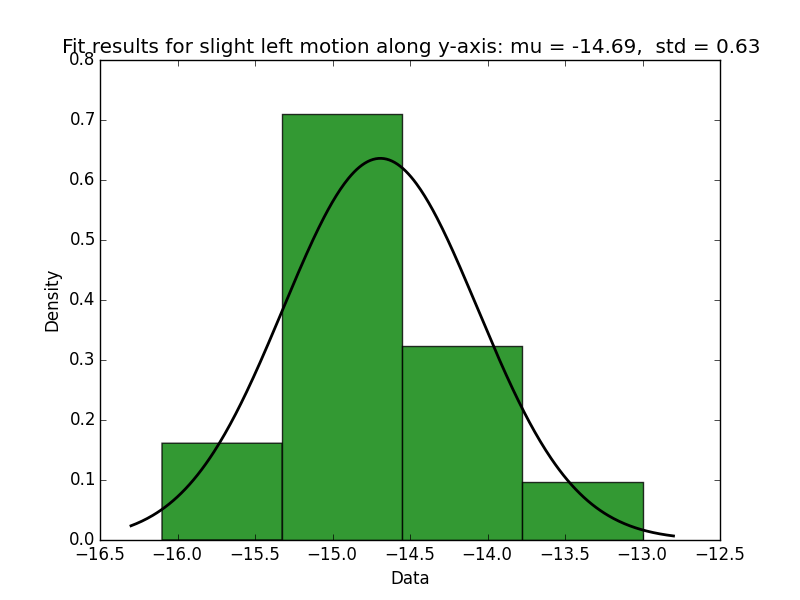 Fit results for slight left motion along y-axis: mu = -14.69,  std = 0.63
0.8
0.7
0.6
0.5
0.4
0.3
0.2
0.1
0.0
Density
−16.5 −16.0 −15.5 −15.0 −14.5 −14.0 −13.5 −13.0 −12.5
Data